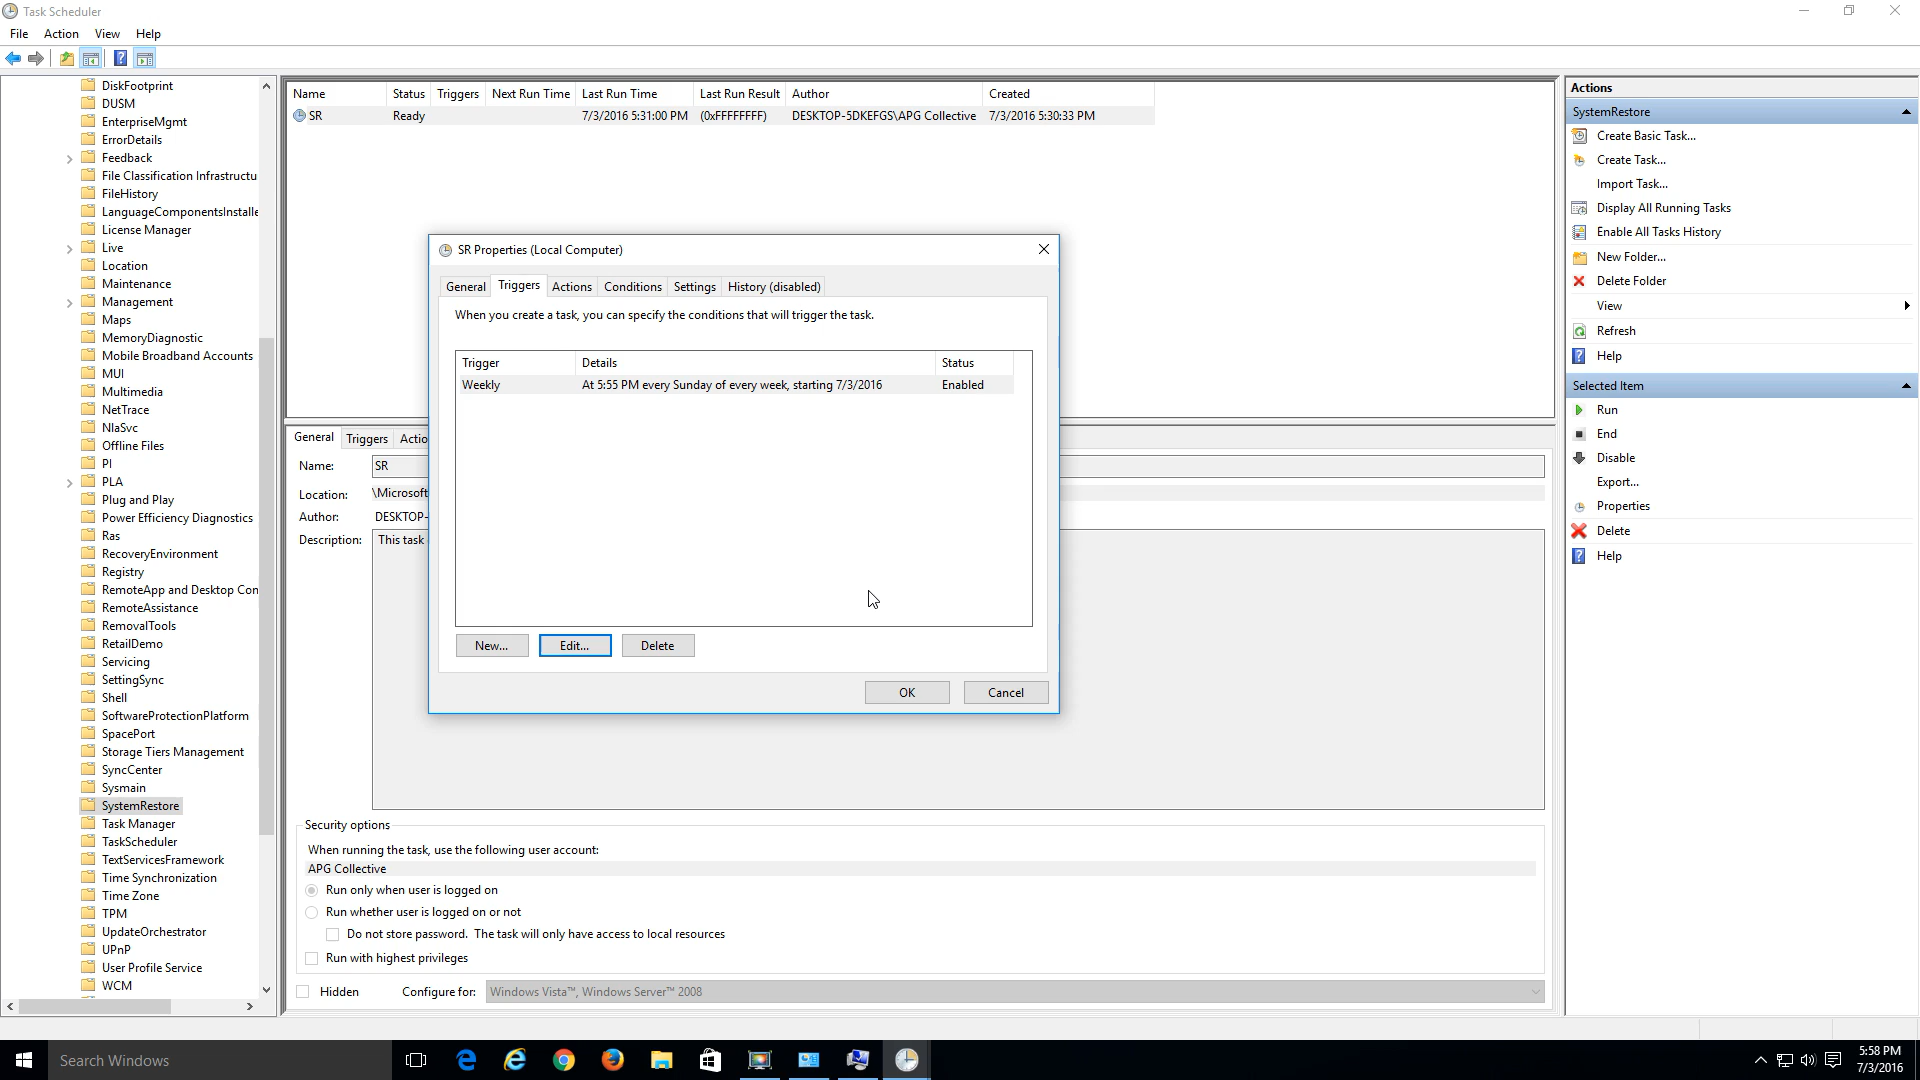 Task Scheduler
File Action View Help
DiskFootprint
DUSM
EnterpriseMgmt
ErrorDetails
Feedback
File Classification Infrastructu
FileHistory
LanguageComponentsInstalle
License Manager
Live
Location
Maintenance
Management
Maps
MemoryDiagnostic
Mobile Broadband Accounts
MUI
Multimedia
NetTrace
NlaSvc
Offline Files
PI
PLA
Plug and Play
Power Efficiency Diagnostics
Ras
RecoveryEnvironment
Registry
RemoteApp and Desktop Con
RemoteAssistance
RemovalTools
RetailDemo
Servicing
SettingSync
Shell
SoftwareProtectionPlatform
SpacePort
Storage Tiers Management
SyncCenter
Sysmain
SystemRestore
Task Manager
TaskScheduler
TextServicesFramework
Time Synchronization
Time Zone
TPM
UpdateOrchestrator
UPnP
User Profile Service
WCM
Name Status Triggers Next Run Time Last Run Time Last Run Result Author Created
SR Ready 7/3/2016 5:31:00 PM (0xFFFFFFFF) DESKTOP-5DKEFGS\APG Collective 7/3/2016 5:30:33 PM
SR Properties (Local Computer)
General Triggers Actions Conditions Settings History (disabled)
When you create a task, you can specify the conditions that will trigger the task.
Trigger Details Status
Weekly At 5:55 PM every Sunday of every week, starting 7/3/2016 Enabled
New... Edit... Delete
OK Cancel
General Triggers Actio
Name: SR
Location: \Microsoft
Author: DESKTOP-
Description: This task
Security options
When running the task, use the following user account:
APG Collective
Run only when user is logged on
Run whether user is logged on or not
Do not store password. The task will only have access to local resources
Run with highest privileges
Hidden Configure for: Windows Vista™, Windows Server™ 2008
Actions
SystemRestore
Create Basic Task...
Create Task...
Import Task...
Display All Running Tasks
Enable All Tasks History
New Folder...
Delete Folder
View
Refresh
Help
Selected Item
Run
End
Disable
Export...
Properties
Delete
Help
Search Windows
5:58 PM
7/3/2016